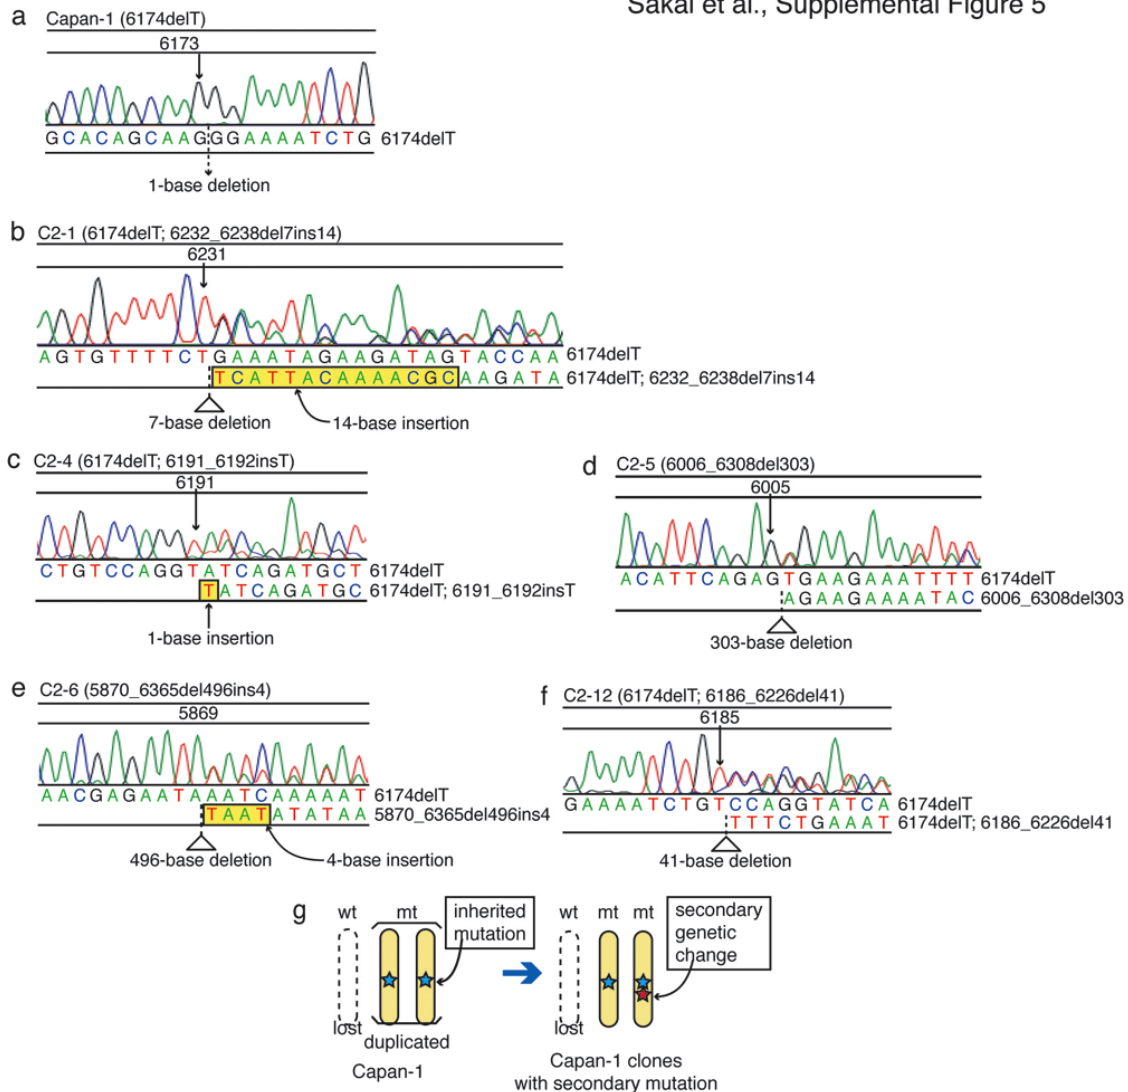 Sakai et al., Supplemental Figure 5
a
Capan-1 (6174delT)
6173
GCACAGCAAGGGAAAATCTG 6174delT
1-base deletion
b
C2-1 (6174delT; 6232_6238del7ins14)
6231
AGTGTTTTCTGAAATAGAAGATAGTACCAA 6174delT
TCATTACAAAACGCAAGATA 6174delT; 6232_6238del7ins14
7-base deletion
14-base insertion
c
C2-4 (6174delT; 6191_6192insT)
6191
CTGTCCAGGTATCAGATGCT 6174delT
TATCAGATGC 6174delT; 6191_6192insT
1-base insertion
d
C2-5 (6006_6308del303)
6005
ACATTCAGAGTGAAGAAATTTT 6174delT
AGAAGAAAATAC 6006_6308del303
303-base deletion
e
C2-6 (5870_6365del496ins4)
5869
AACGAGAATAAATCAAAAAT 6174delT
TAATATATAA 5870_6365del496ins4
496-base deletion
4-base insertion
f
C2-12 (6174delT; 6186_6226del41)
6185
GAAAATCTGTCCAGGTATCA 6174delT
TTTCTGAAAT 6174delT; 6186_6226del41
41-base deletion
g
wt
mt
inherited
mutation
lost
duplicated
Capan-1
wt
mt
mt
secondary
genetic
change
lost
Capan-1 clones
with secondary mutation